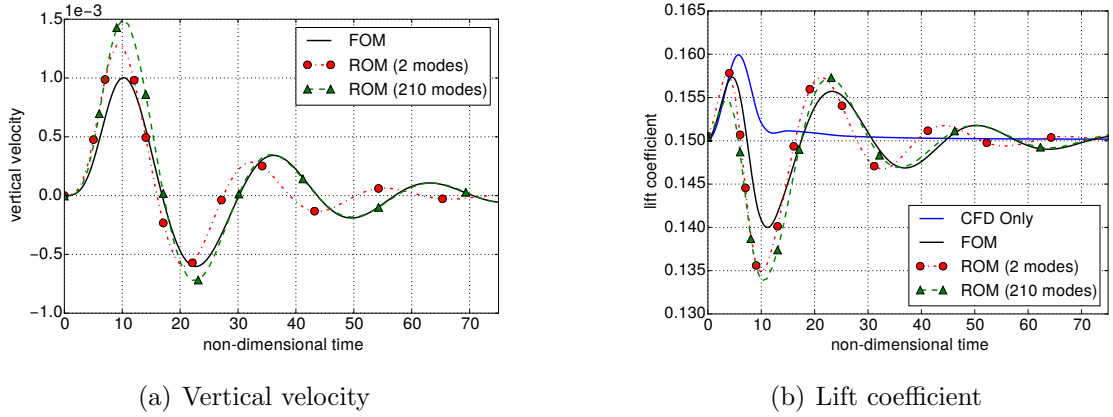 1.5 1e-3
1.0
0.5
0.0
−0.5
−1.0
0 10 20 30 40 50 60 70
vertical velocity
non-dimensional time
FOM
ROM (2 modes)
ROM (210 modes)
(a) Vertical velocity
0.165
0.160
0.155
0.150
0.145
0.140
0.135
0.130
0 10 20 30 40 50 60 70
lift coefficient
non-dimensional time
CFD Only
FOM
ROM (2 modes)
ROM (210 modes)
(b) Lift coefficient